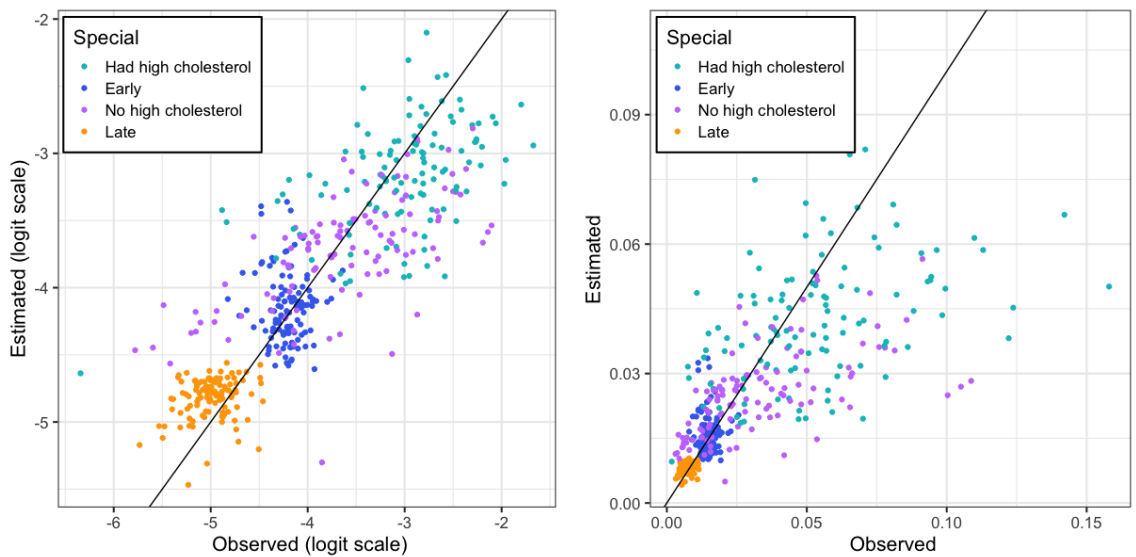 Special
Had high cholesterol
Early
No high cholesterol
Late
-2
-3
-4
-5
Estimated (logit scale)
-6
-5
-4
-3
-2
Observed (logit scale)
Special
Had high cholesterol
Early
No high cholesterol
Late
0.09
0.06
0.03
0.00
Estimated
0.00
0.05
0.10
0.15
Observed